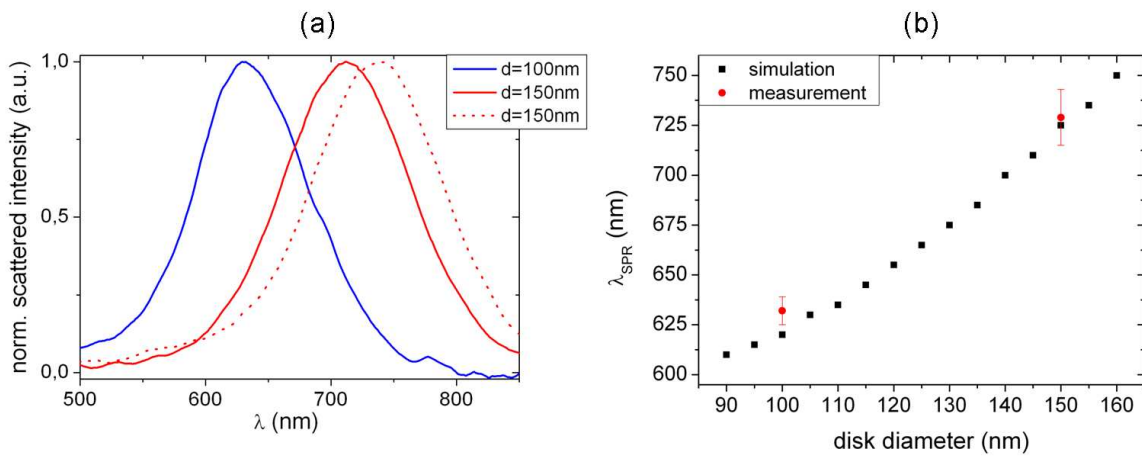 (a)
norm. scattered intensity (a.u.)
1.0
0,5
0,0
d=100nm
d=150nm
d=150nm
500 600 700 800
λ (nm)
(b)
λSPR (nm)
750
725
700
675
650
625
600
simulation
measurement
90 100 110 120 130 140 150 160
disk diameter (nm)